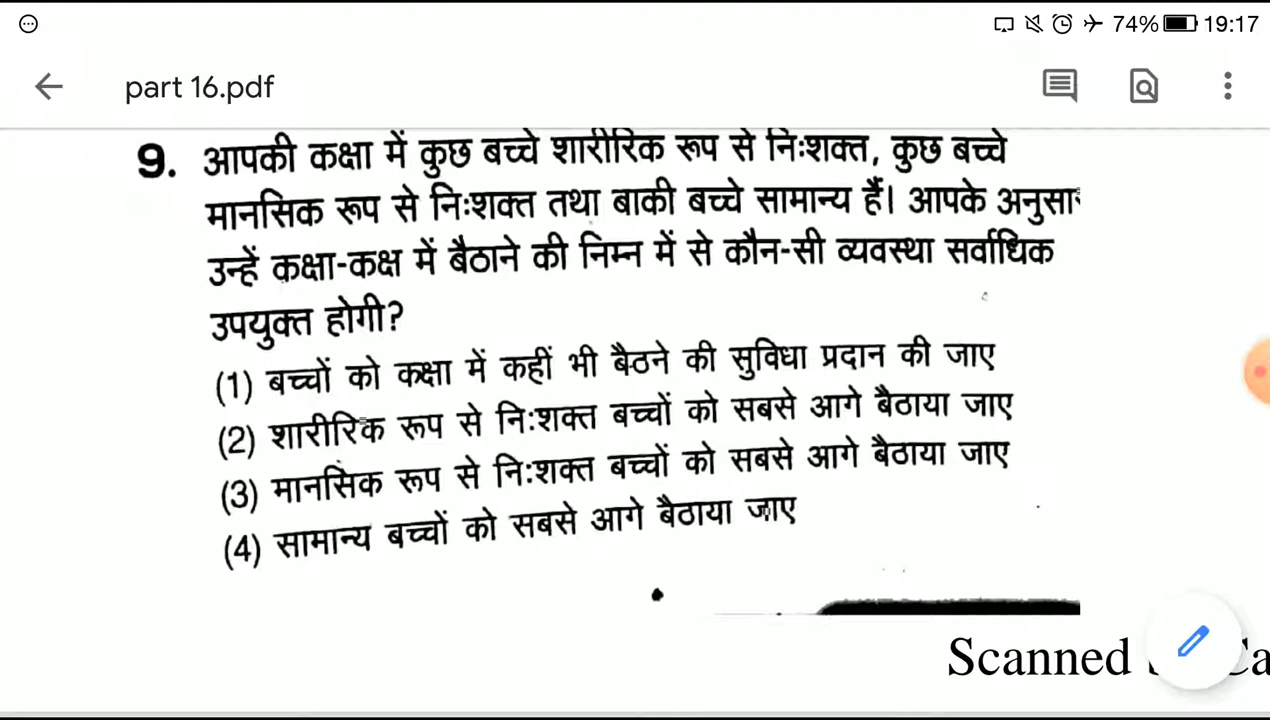 74% 19:17
part 16.pdf
9. आपकी कक्षा में कुछ बच्चे शारीरिक रूप से निःशक्त, कुछ बच्चे
मानसिक रूप से निःशक्त तथा बाकी बच्चे सामान्य हैं। आपके
उन्हें कक्षा-कक्ष में बैठाने की निम्न में से कौन-सी व्यवस्था सर्वाधिक
उपयुक्त होगी?
(1) बच्चों को कक्षा में कहीं भी बैठने की सुविधा प्रदान की जाए
(2) शारीरिक रूप से निःशक्त बच्चों को सबसे आगे बैठाया जाए
(3) मानसिक रूप से निःशक्त बच्चों को सबसे आगे बैठाया जाए
(4) सामान्य बच्चों को सबसे आगे बैठाया जाए
Scanned